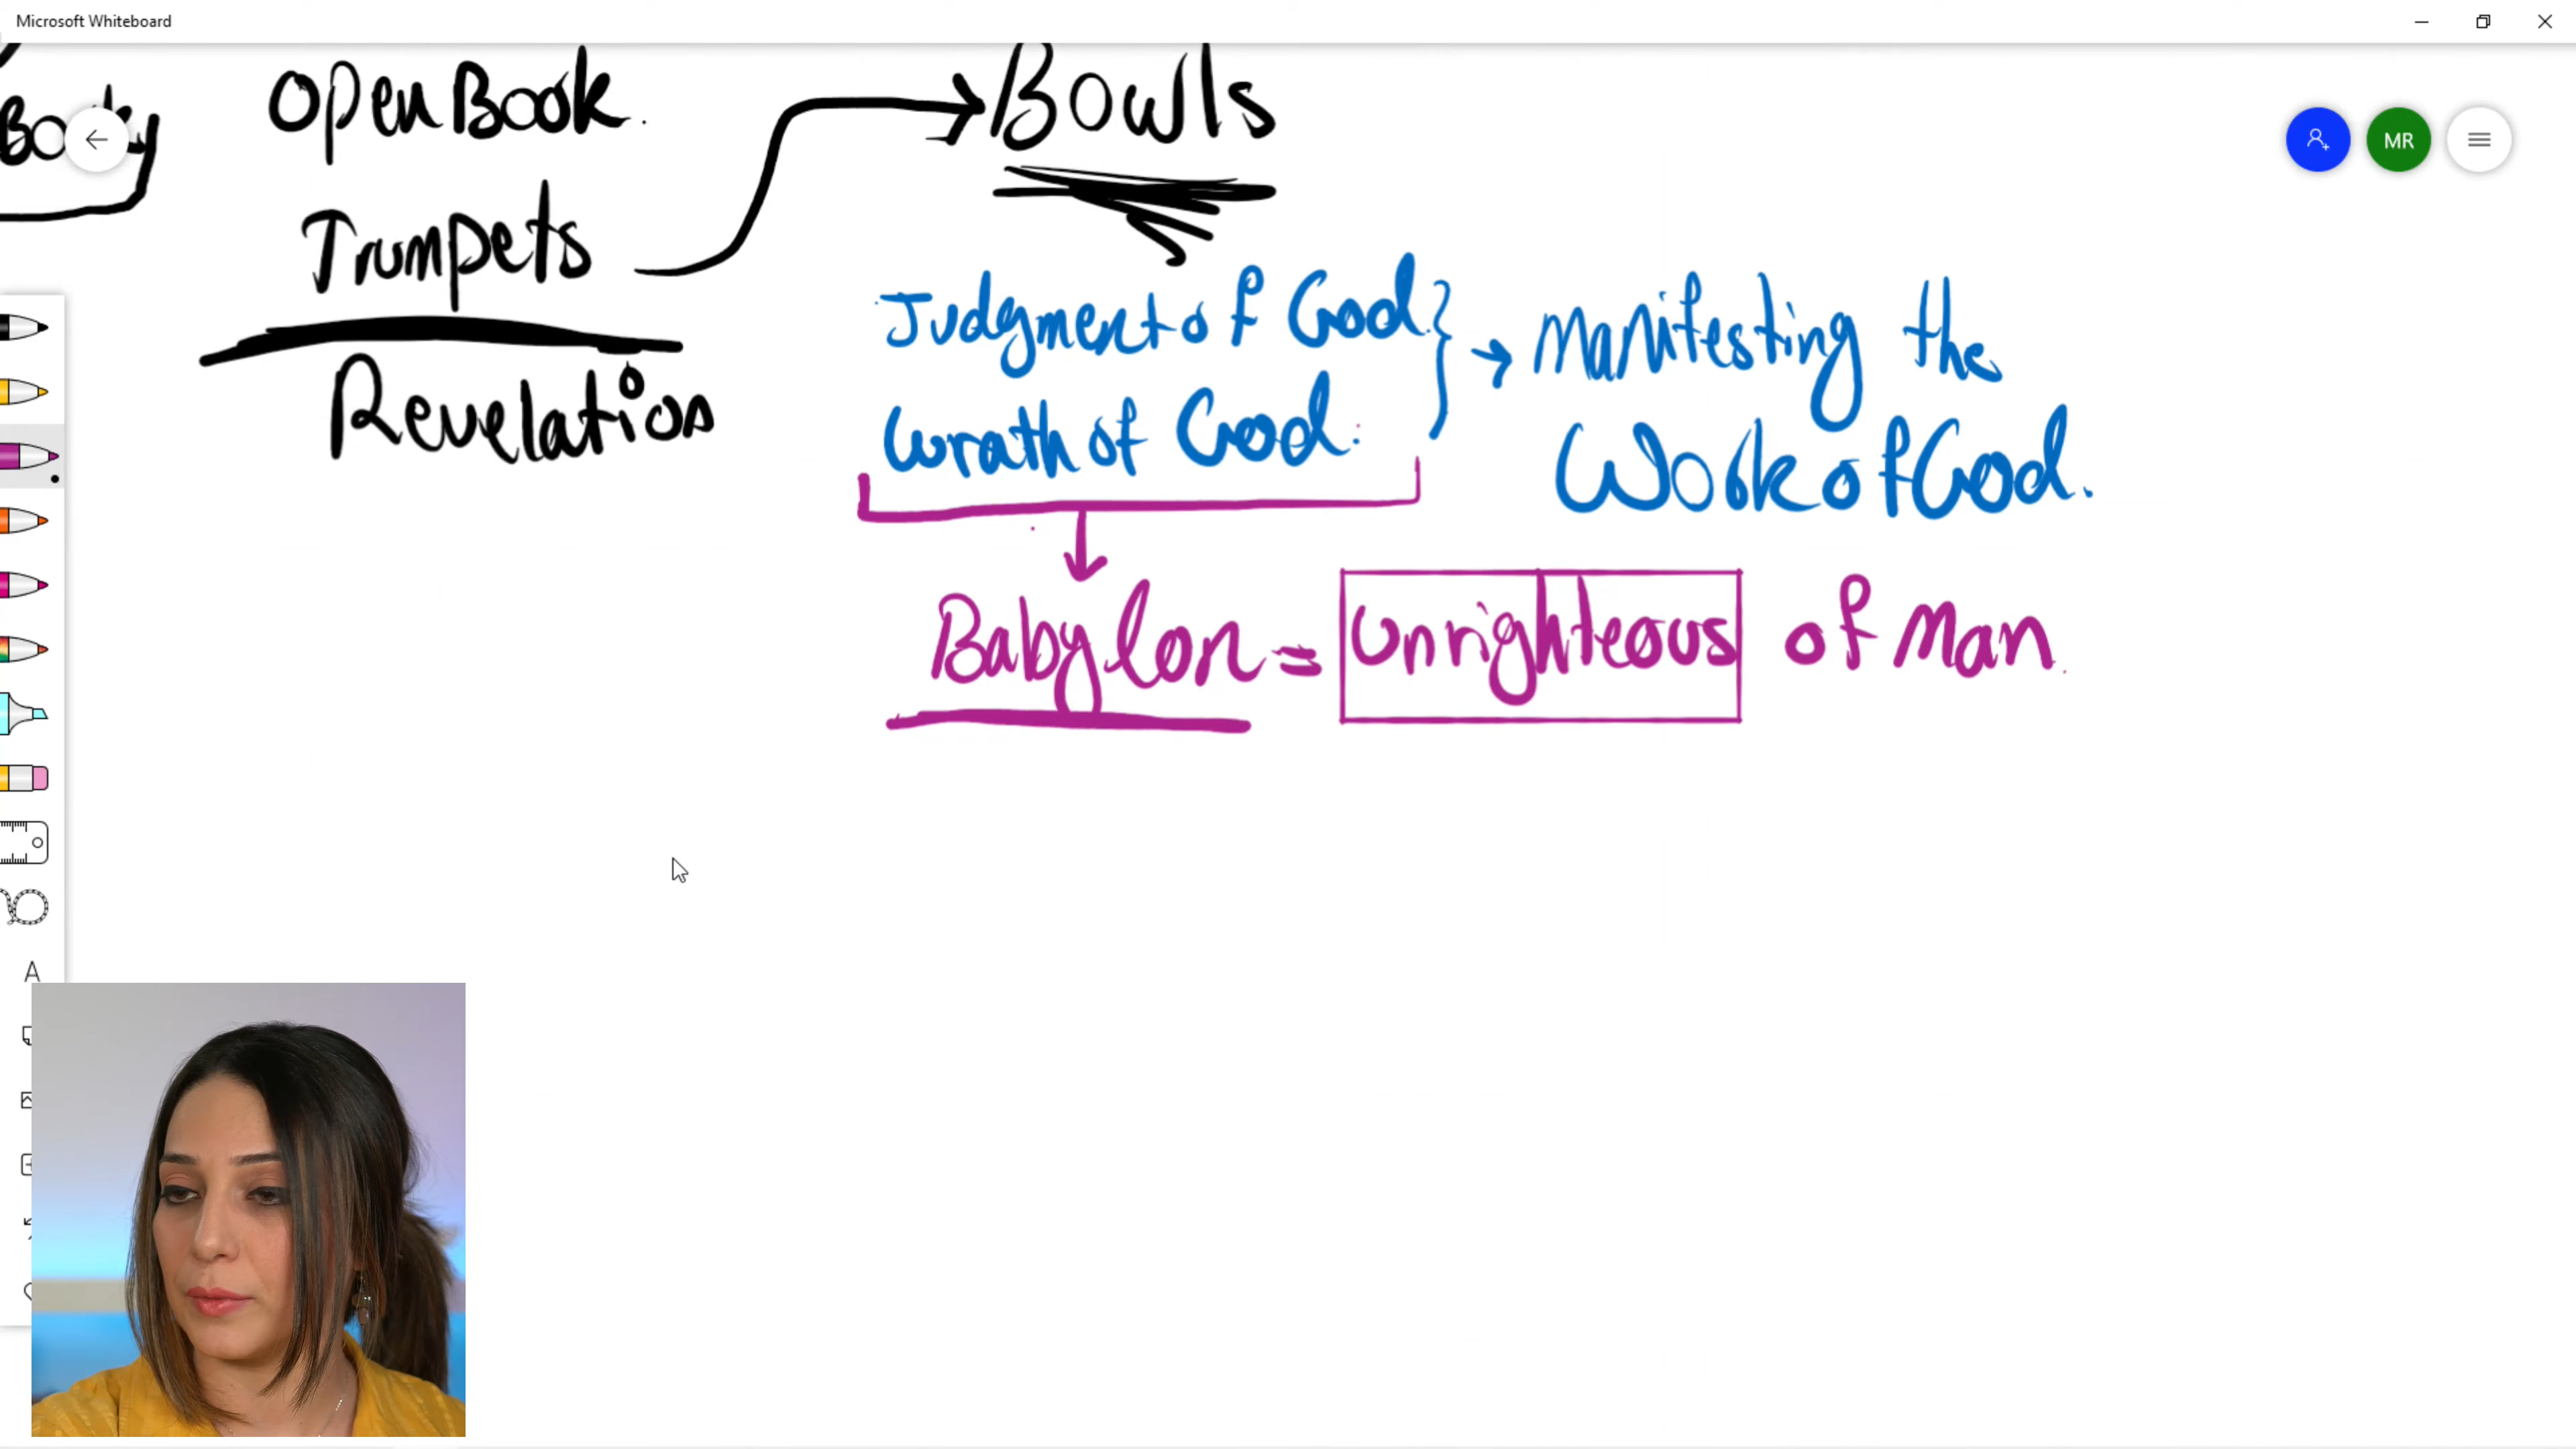 Microsoft Whiteboard
Body
Open Book.
Trumpets
Revelation
Bowls
Judgment of God
wrath of God.
manifesting the
Work of God.
Babylon = Unrighteous of Man
MR
A